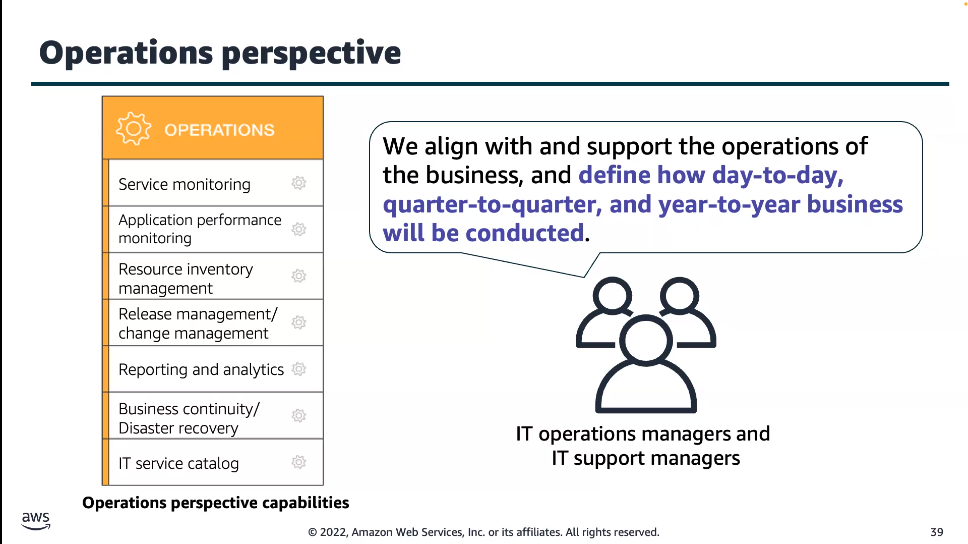 Operations perspective
OPERATIONS
Service monitoring
Application performance
monitoring
Resource inventory
management
Release management/
change management
Reporting and analytics
Business continuity/
Disaster recovery
IT service catalog
Operations perspective capabilities
We align with and support the operations of
the business, and define how day-to-day,
quarter-to-quarter, and year-to-year business
will be conducted.
IT operations managers and
IT support managers
aws
© 2022, Amazon Web Services, Inc. or its affiliates. All rights reserved.
39